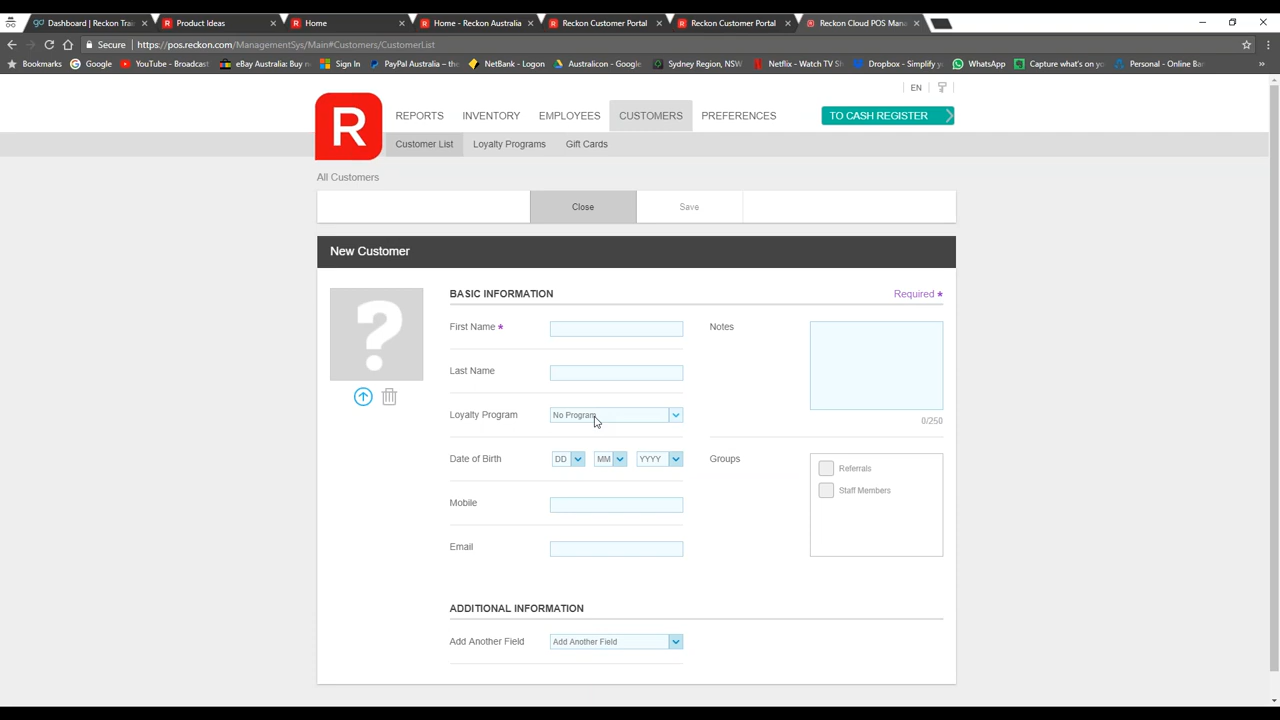 Dashboard | Reckon Trai
Product Ideas
Home
Home - Reckon Australia
Reckon Customer Portal
Reckon Customer Portal
Reckon Cloud POS Man
Secure
https://pos.reckon.com/ManagementSys/Main#Customers/CustomerList
Bookmarks
Google
YouTube - Broadcast
eBay Australia: Buy n
Sign In
PayPal Australia – the
NetBank - Logon
Australicon - Google
Sydney Region, NSW
Netflix - Watch TV Sh
Dropbox - Simplify y
WhatsApp
Capture what's on yo
Personal - Online Ban
EN
R
REPORTS
INVENTORY
EMPLOYEES
CUSTOMERS
PREFERENCES
TO CASH REGISTER
Customer List
Loyalty Programs
Gift Cards
All Customers
Close
Save
New Customer
BASIC INFORMATION
Required *
First Name *
Notes
Last Name
Loyalty Program
No Program
0/250
Date of Birth
DD
MM
YYYY
Groups
Referrals
Staff Members
Mobile
Email
ADDITIONAL INFORMATION
Add Another Field
Add Another Field